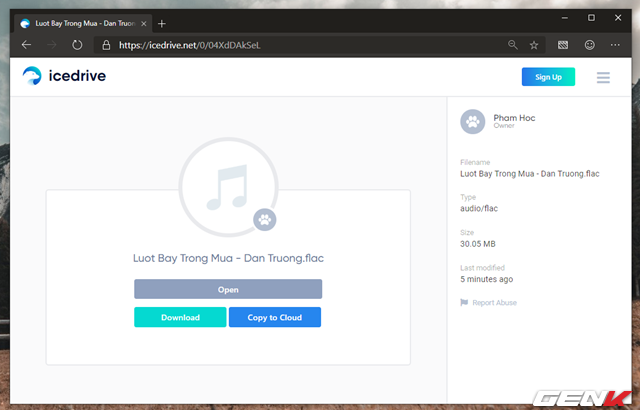 Luot Bay Trong Mua - Dan Truon
https://icedrive.net/0/04XdDAkSeL
icedrive
Sign Up
Pham Hoc
Owner
Filename
Luot Bay Trong Mua - Dan Truong.flac
Type
audio/flac
Size
30.05 MB
Last modified
5 minutes ago
Report Abuse
Luot Bay Trong Mua - Dan Truong.flac
Open
Download
Copy to Cloud
GENK